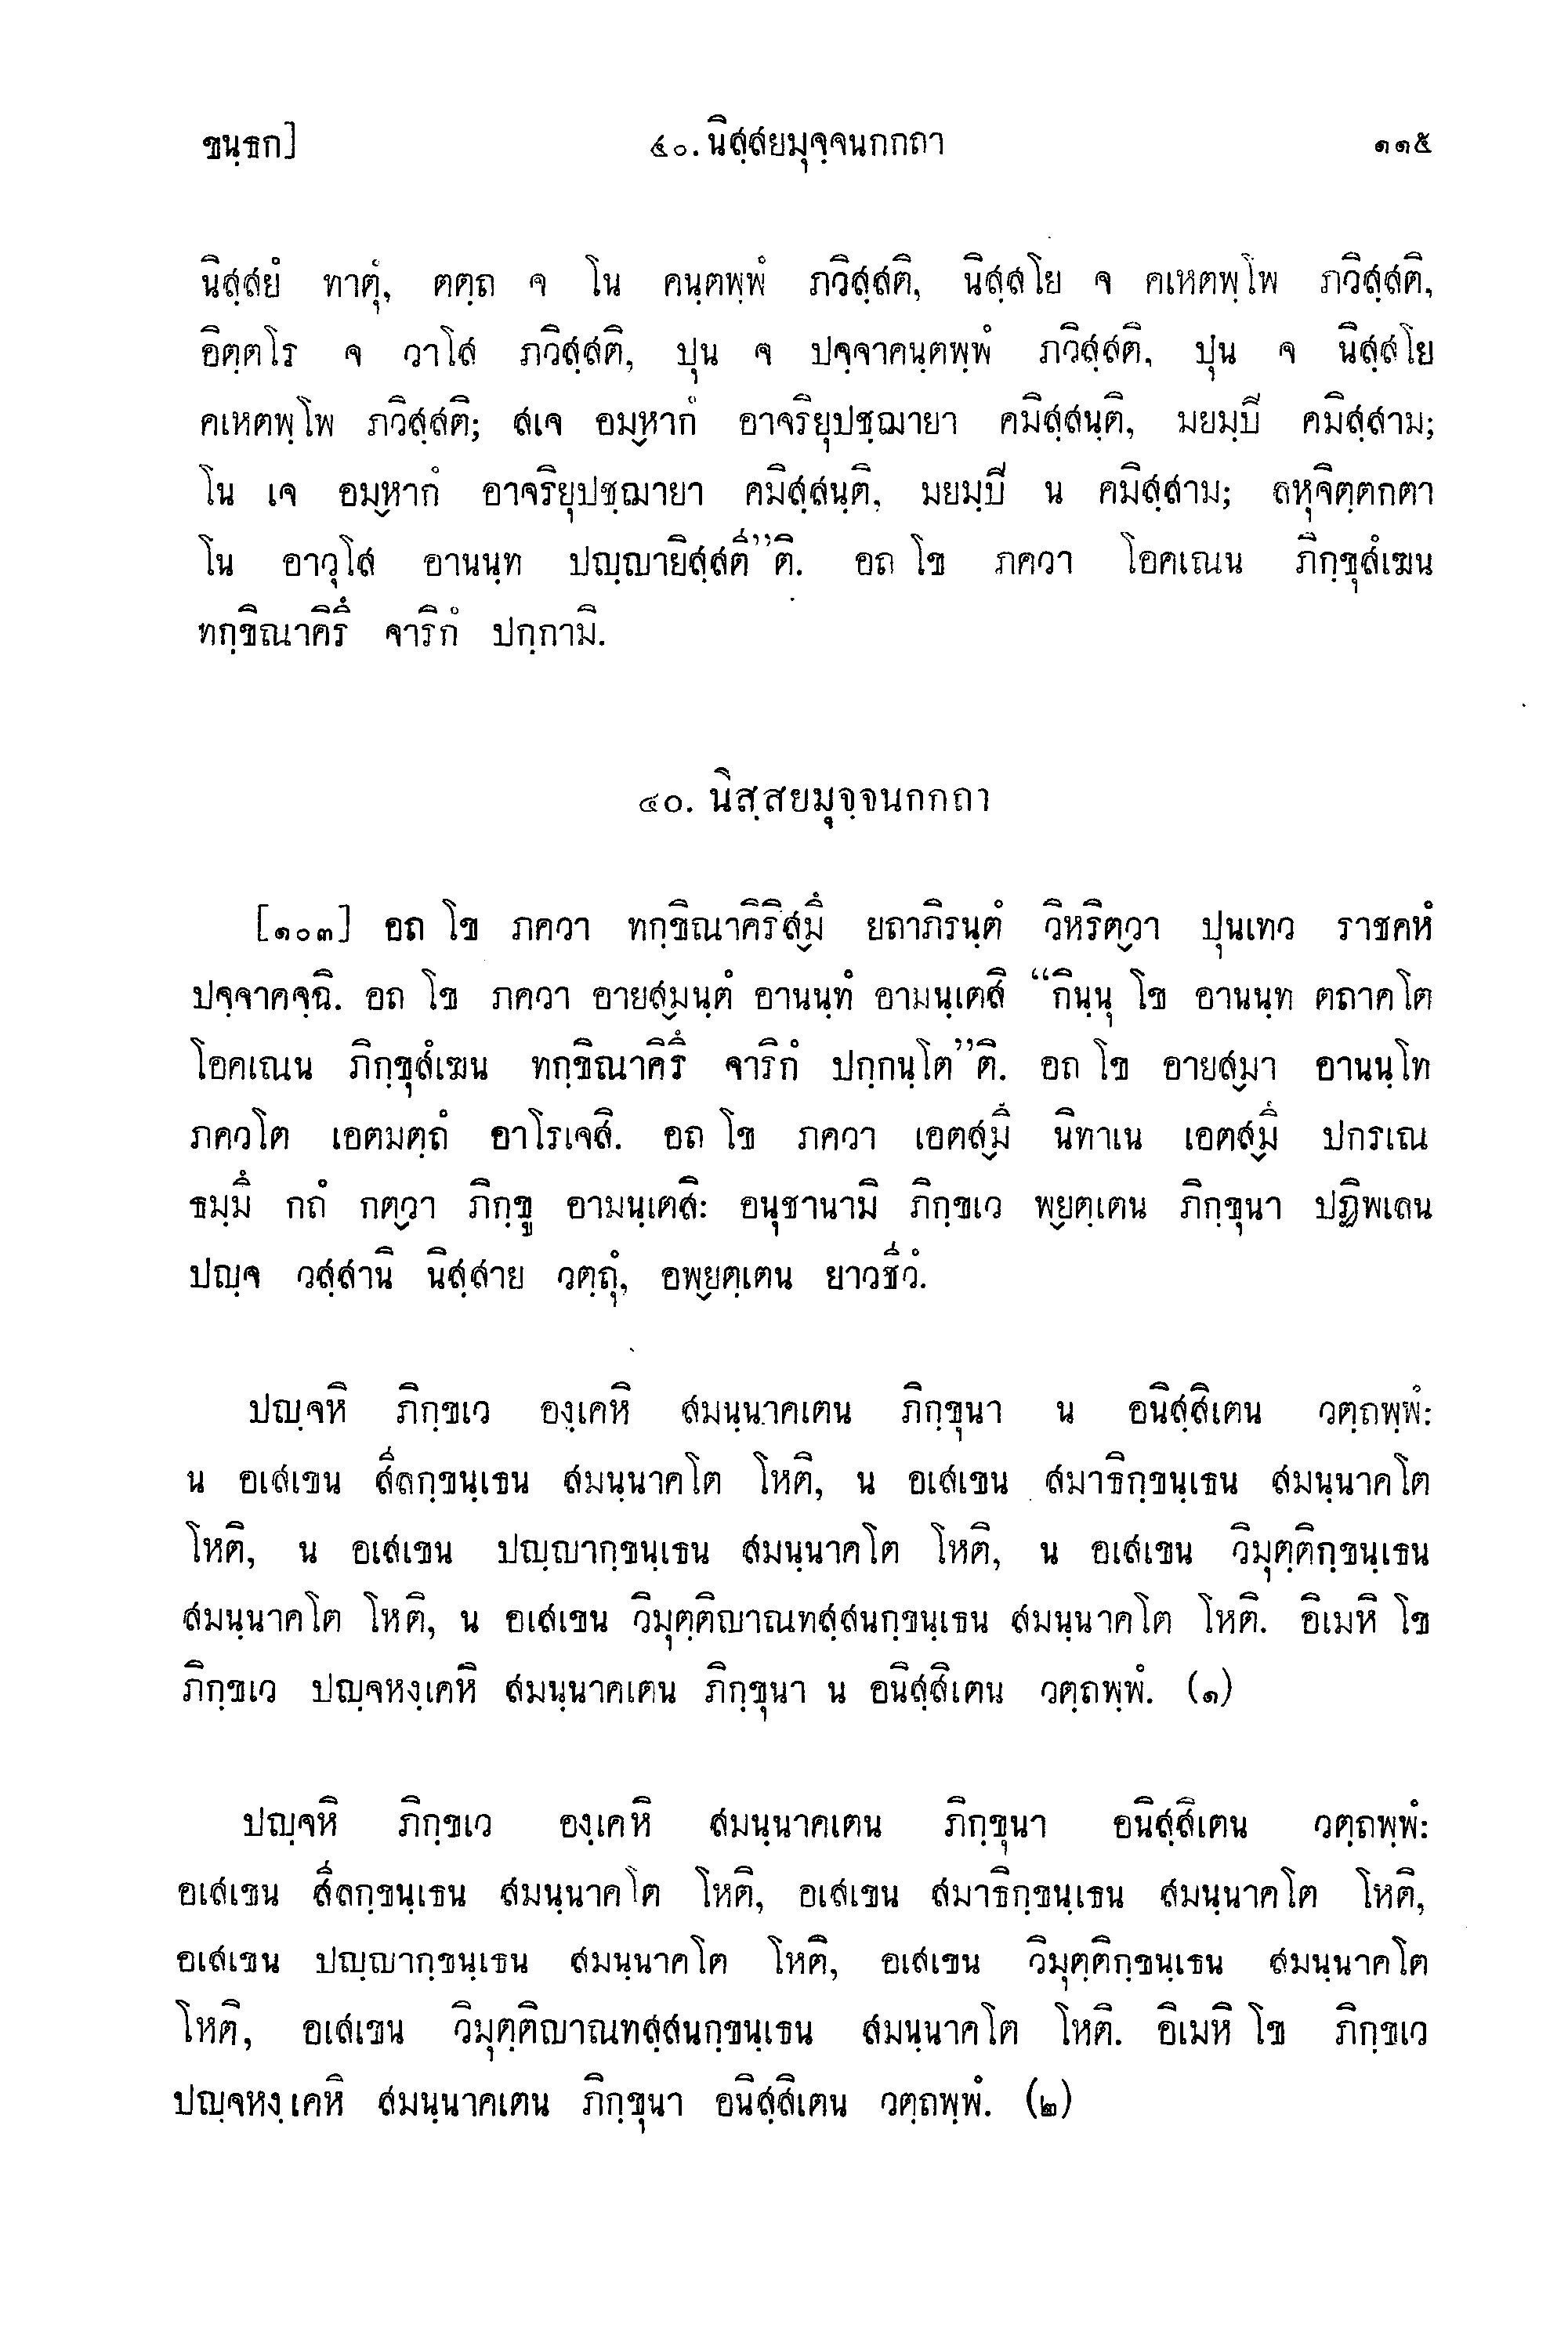 ขนฺธก]
๔๐. นิสฺสยมุจฺจนกกถา
๑๑๕
นิสฺสยํ ทาตุํ, ตตฺถ จ โน คนฺตพฺพํ ภวิสฺสติ, นิสฺสโย จ คเหตพฺโพ ภวิสฺสติ,
อิตฺตโร จ วาโส ภวิสฺสติ, ปุน จ ปจฺจาคนฺตพฺพํ ภวิสฺสติ, ปุน จ นิสฺสโย
คเหตพฺโพ ภวิสฺสติ; สเจ อมฺหากํ อาจริยุปชฺฌายา คมิสฺสนฺติ, มยมฺปิ คมิสฺสาม;
โน เจ อมฺหากํ อาจริยุปชฺฌายา คมิสฺสนฺติ, มยมฺปิ น คมิสฺสาม; ลหุจิตฺตกตา
โน อาวุโส อานนฺท ปญฺญายิสฺสตี”ติ. อถ โข ภควา โอคเณน ภิกฺขุสํเฆน
ทกฺขิณาคิรึ จาริกํ ปกฺกามิ.
๔๐. นิสฺสยมุจฺจนกกถา
[๑๐๓] อถ โข ภควา ทกฺขิณาคิริสฺมึ ยถาภิรนฺตํ วิหริตฺวา ปุนเทว ราชคหํ
ปจฺจาคจฺฉิ. อถ โข ภควา อายสฺมนฺตํ อานนฺทํ อามนฺเตสิ “กินฺนุ โข อานนฺท ตถาคโต
โอคเณน ภิกฺขุสํเฆน ทกฺขิณาคิรึ จาริกํ ปกฺกนฺโต”ติ. อถ โข อายสฺมา อานนฺโท
ภควโต เอตมตฺถํ อาโรเจสิ. อถ โข ภควา เอตสฺมึ นิทาเน เอตสฺมึ ปกรเณ
ธมฺมึ กถํ กตฺวา ภิกฺขู อามนฺเตสิ: อนุชานามิ ภิกฺขเว พฺยตฺเตน ภิกฺขุนา ปฏิพเลน
ปญฺจ วสฺสานิ นิสฺสาย วตฺถุํ, อพฺยตฺเตน ยาวชีวํ.
ปญฺจหิ ภิกฺขเว องฺเคหิ สมนฺนาคเตน ภิกฺขุนา น อนิสฺสิเตน วตฺถพฺพํ:
น อเสเขน สีลกฺขนฺเธน สมนฺนาคโต โหติ, น อเสเขน สมาธิกฺขนฺเธน สมนฺนาคโต
โหติ, น อเสเขน ปญฺญากฺขนฺเธน สมนฺนาคโต โหติ, น อเสเขน วิมุตฺติกฺขนฺเธน
สมนฺนาคโต โหติ, น อเสเขน วิมุตฺติญาณทสฺสนกฺขนฺเธน สมนฺนาคโต โหติ. อิเมหิ โข
ภิกฺขเว ปญฺจหงฺเคหิ สมนฺนาคเตน ภิกฺขุนา น อนิสฺสิเตน วตฺถพฺพํ. (๑)
ปญฺจหิ ภิกฺขเว องฺเคหิ สมนฺนาคเตน ภิกฺขุนา อนิสฺสิเตน วตฺถพฺพํ:
อเสเขน สีลกฺขนฺเธน สมนฺนาคโต โหติ, อเสเขน สมาธิกฺขนฺเธน สมนฺนาคโต โหติ,
อเสเขน ปญฺญากฺขนฺเธน สมนฺนาคโต โหติ, อเสเขน วิมุตฺติกฺขนฺเธน สมนฺนาคโต
โหติ, อเสเขน วิมุตฺติญาณทสฺสนกฺขนฺเธน สมนฺนาคโต โหติ. อิเมหิ โข ภิกฺขเว
ปญฺจหงฺเคหิ สมนฺนาคเตน ภิกฺขุนา อนิสฺสิเตน วตฺถพฺพํ. (๒)